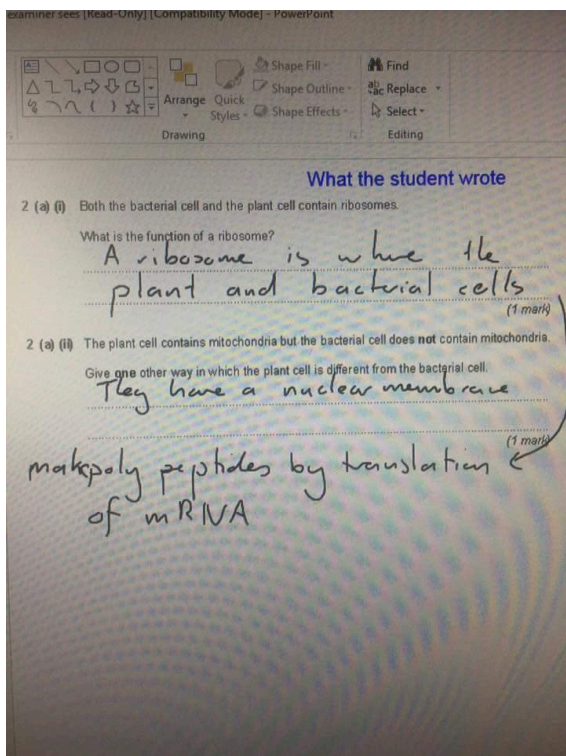 examiner sees [Read-Only] [Compatibility Mode] - PowerPoint
Shape Fill
Find
Shape Outline
Replace
Arrange Quick
Styles
Shape Effects
Select
Drawing
Editing
What the student wrote
2 (a) (i) Both the bacterial cell and the plant cell contain ribosomes.
What is the function of a ribosome?
A ribosome is where the
plant and bacterial cells
(1 mark)
2 (a) (ii) The plant cell contains mitochondria but the bacterial cell does not contain mitochondria.
Give one other way in which the plant cell is different from the bacterial cell.
They have a nuclear membrane
(1 mark)
make poly peptides by translation
of mRNA